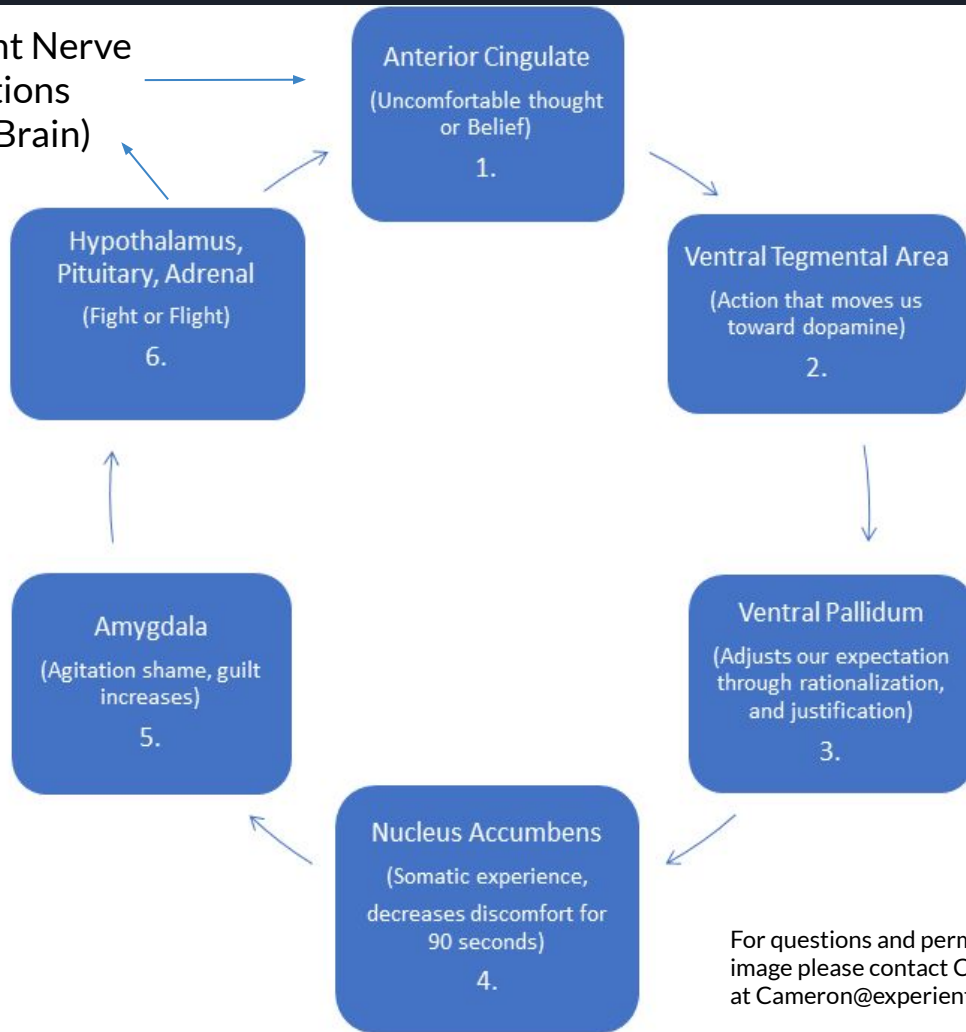 nt Nerve
tions
Brain)
Anterior Cingulate
(Uncomfortable thought
or Belief)
1.
Ventral Tegmental Area
(Action that moves us
toward dopamine)
2.
Ventral Pallidum
(Adjusts our expectation
through rationalization,
and justification)
3.
Nucleus Accumbens
(Somatic experience,
decreases discomfort for
90 seconds)
4.
Amygdala
(Agitation shame, guilt
increases)
5.
Hypothalamus,
Pituitary, Adrenal
(Fight or Flight)
6.
For questions and perm
image please contact C
at Cameron@experient